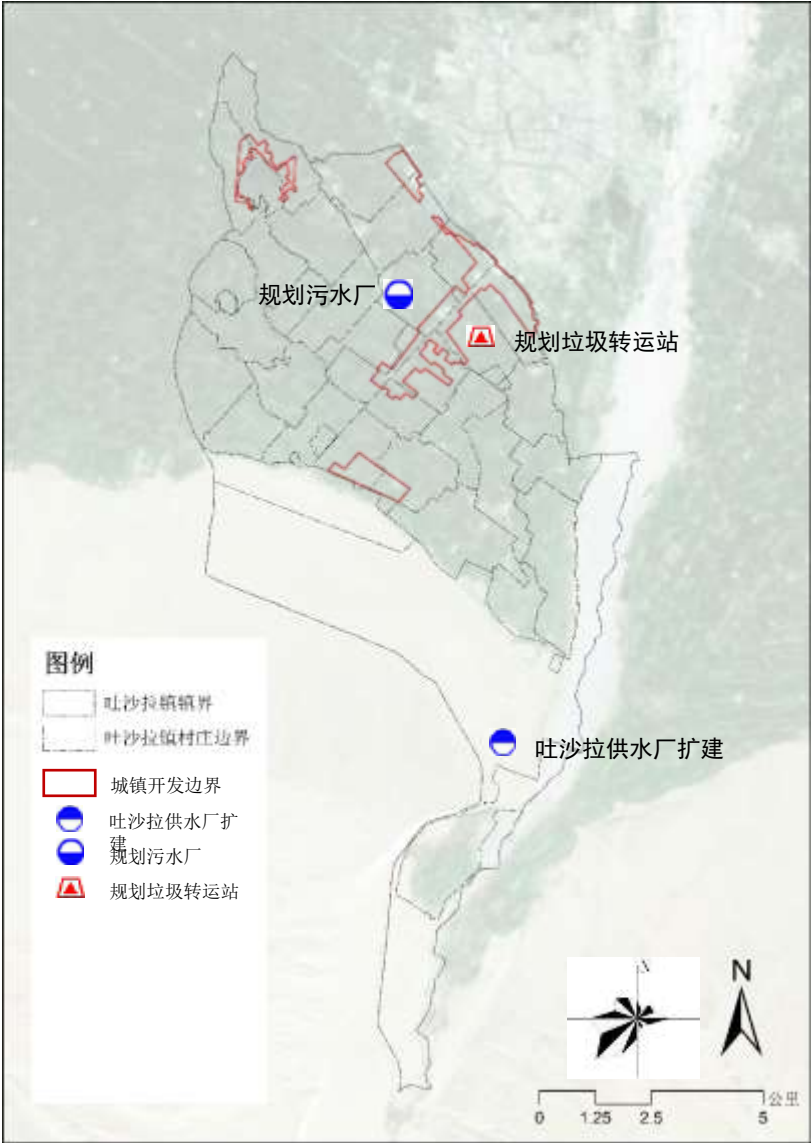 规划污水厂
规划垃圾转运站
吐沙拉供水厂扩建
图例
吐沙拉镇镇界
吐沙拉镇村庄边界
城镇开发边界
吐沙拉供水厂扩
建
规划污水厂
规划垃圾转运站
N
公里
0 1.25 2.5 5